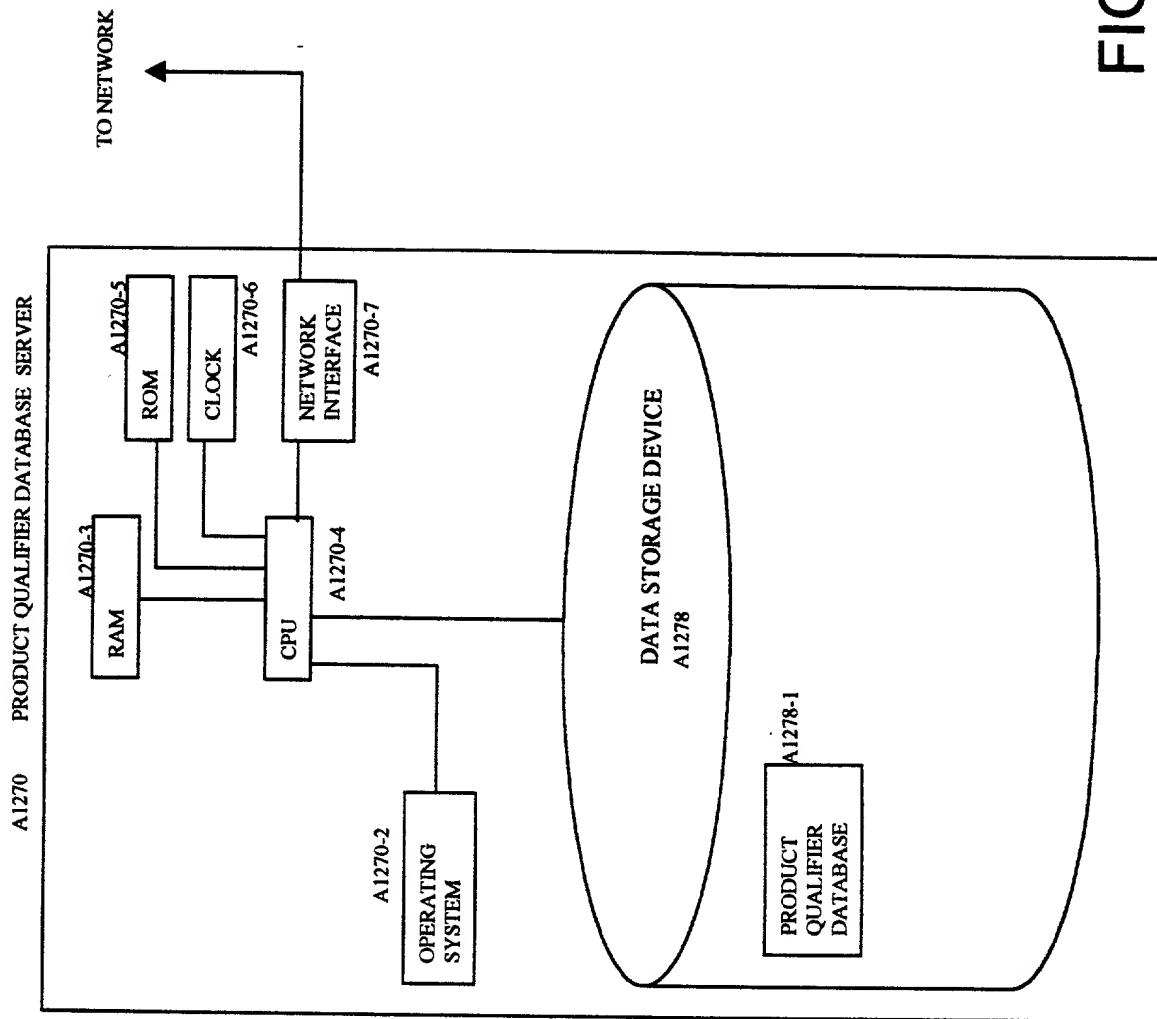 A1270 PRODUCT QUALIFIER DATABASE SERVER
TO NETWORK
A1270-3
RAM
A1270-5
ROM
CLOCK
A1270-6
CPU
A1270-4
NETWORK
INTERFACE
A1270-7
A1270-2
OPERATING
SYSTEM
DATA STORAGE DEVICE
A1278
A1278-1
PRODUCT
QUALIFIER
DATABASE